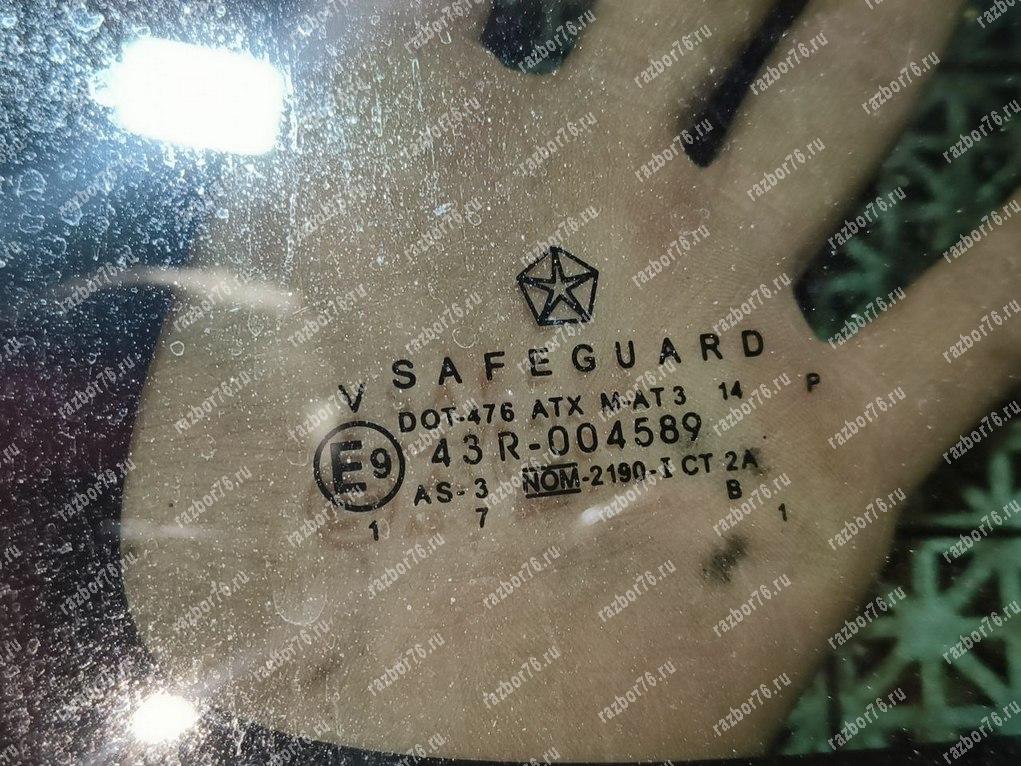 SAFEGUARD
V DOT-476 ATX M-AT3 14 P
E9 43R-004589
AS-3 NOM-2190-I CT 2A
1 7 B 1
razor76.ru